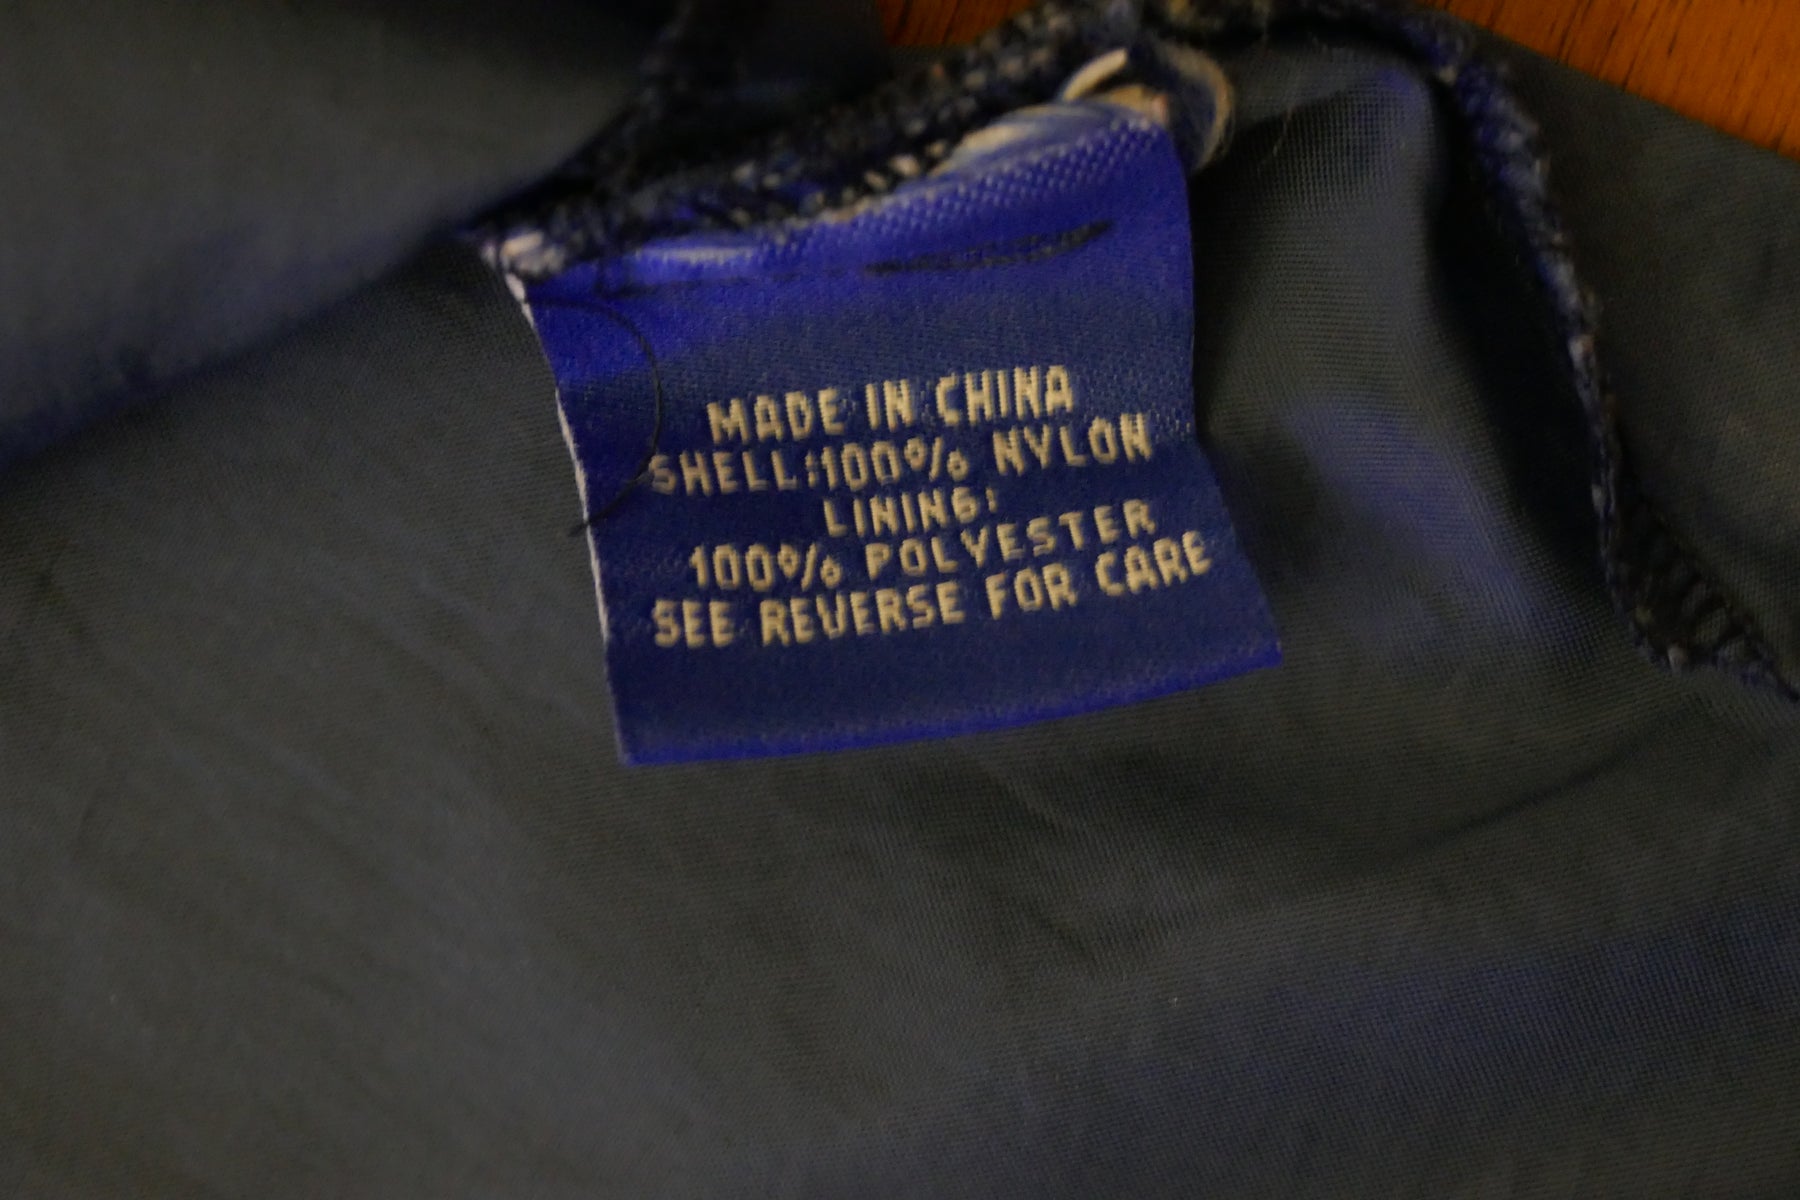 MADE IN CHINA
SHELL:100% NYLON
LINING:
100% POLYESTER
SEE REVERSE FOR CARE